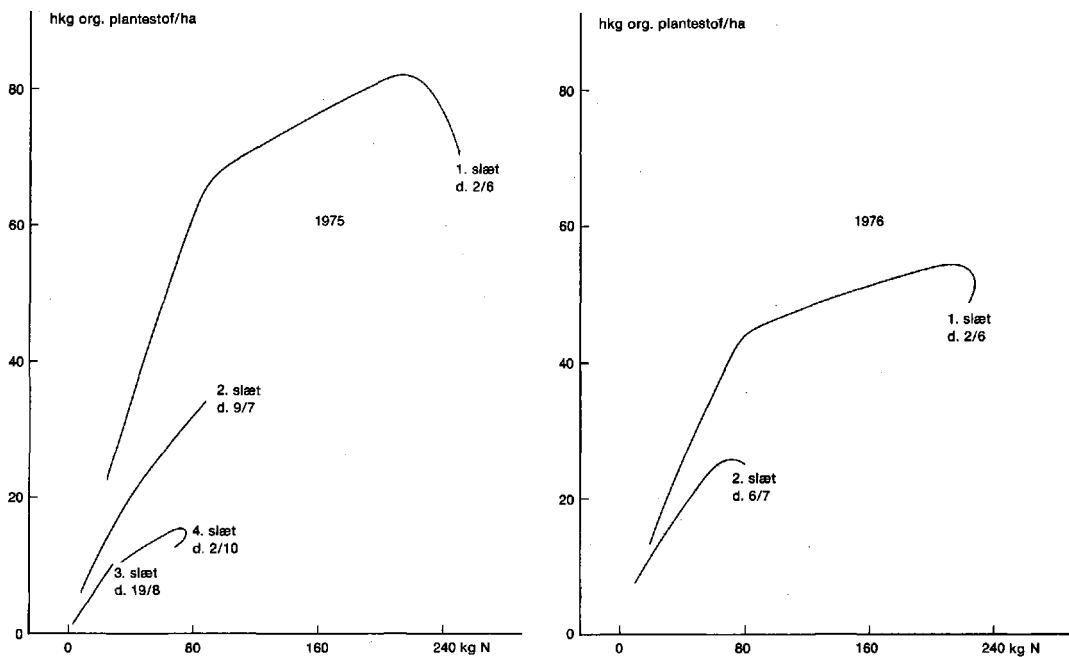 hkg org. plantestof/ha
80
60
40
20
0
0
80
160
240 kg N
1975
1. slæt
d. 2/6
2. slæt
d. 9/7
4. slæt
d. 2/10
3. slæt
d. 19/8
hkg org. plantestof/ha
80
60
40
20
0
0
80
160
240
kg N
1976
1. slæt
d. 2/6
2. slæt
d. 6/7